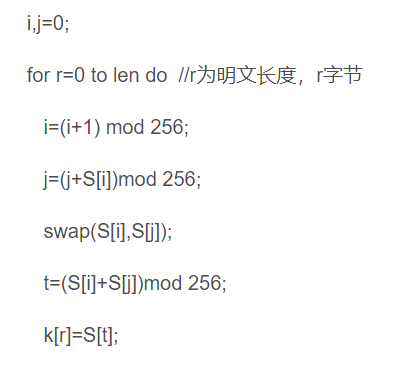 i,j=0;
for r=0 to len do  //r为明文长度，r字节
i=(i+1) mod 256;
j=(j+S[i])mod 256;
swap(S[i],S[j]);
t=(S[i]+S[j])mod 256;
k[r]=S[t];